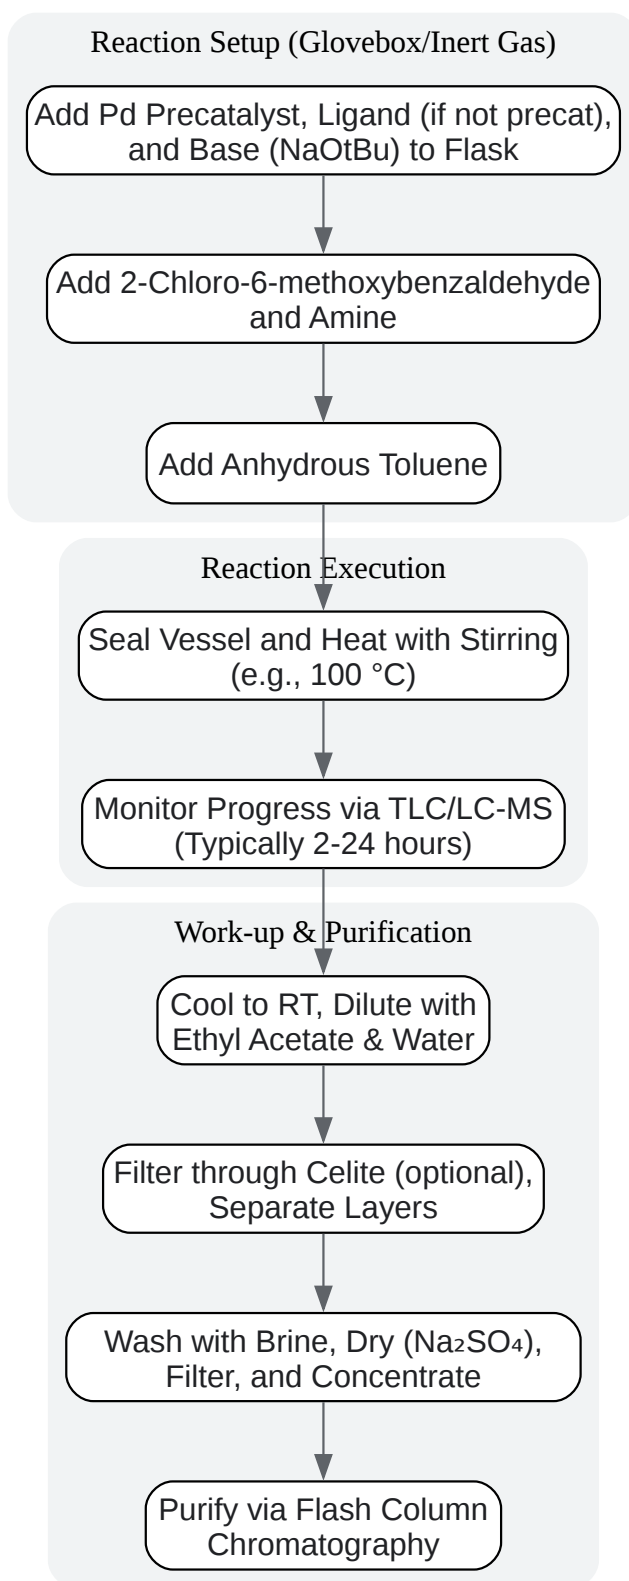 Reaction Setup (Glovebox/Inert Gas)
Add Pd Precatalyst, Ligand (if not precat),
and Base (NaOtBu) to Flask
Add 2-Chloro-6-methoxybenzaldehyde
and Amine
Add Anhydrous Toluene
Reaction Execution
Seal Vessel and Heat with Stirring
(e.g., 100 °C)
Monitor Progress via TLC/LC-MS
(Typically 2-24 hours)
Work-up & Purification
Cool to RT, Dilute with
Ethyl Acetate & Water
Filter through Celite (optional),
Separate Layers
Wash with Brine, Dry (Na₂SO₄),
Filter, and Concentrate
Purify via Flash Column
Chromatography